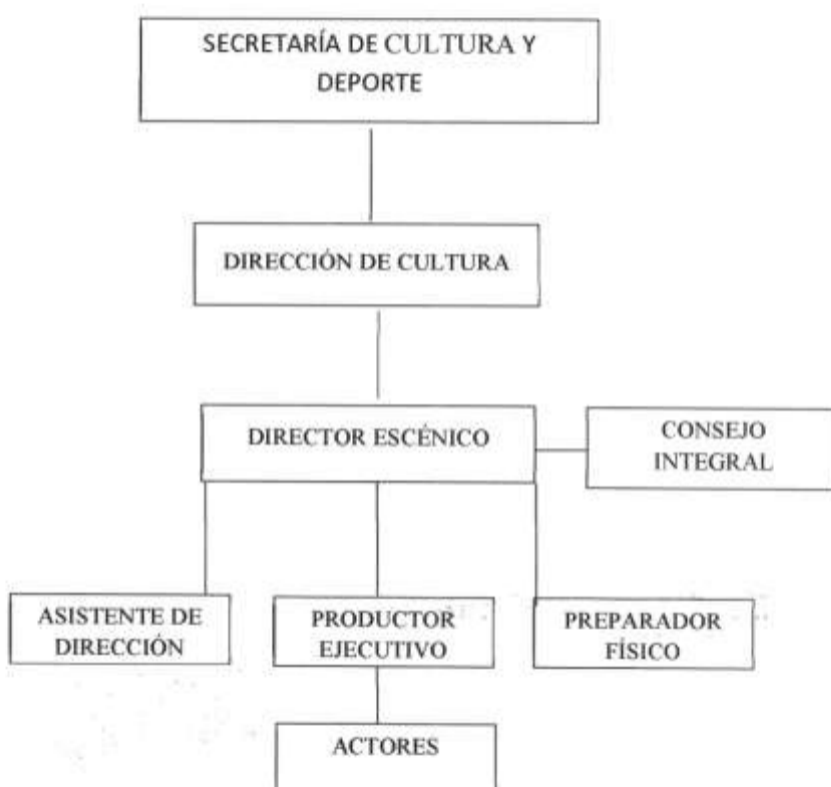 SECRETARÍA DE CULTURA Y
DEPORTE
DIRECCIÓN DE CULTURA
DIRECTOR ESCÉNICO
CONSEJO
INTEGRAL
ASISTENTE DE
DIRECCIÓN
PRODUCTOR
EJECUTIVO
PREPARADOR
FÍSICO
ACTORES